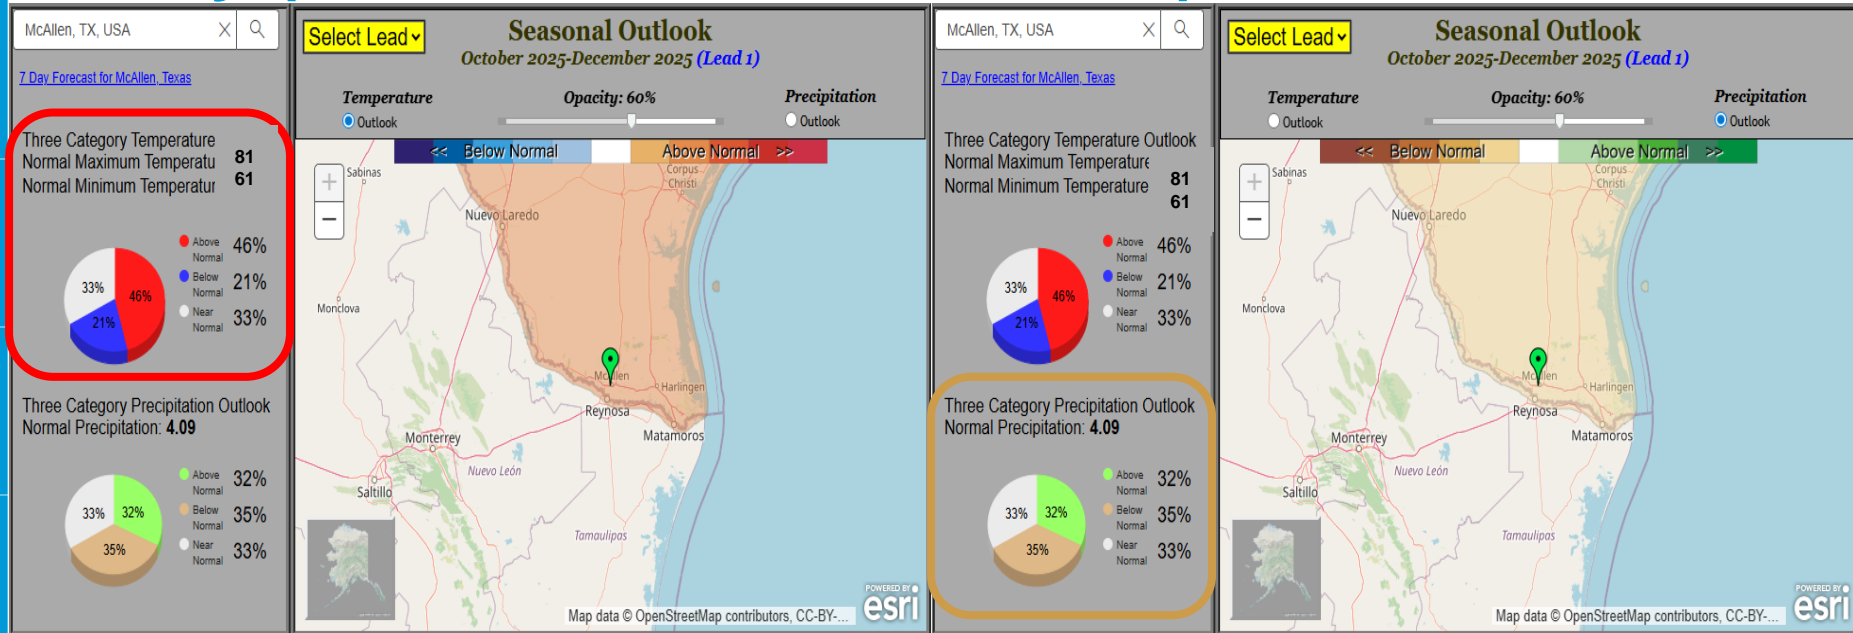 McAllen, TX, USA
7 Day Forecast for McAllen, Texas
Three Category Temperature
Normal Maximum Temperatu 81
Normal Minimum Temperatur 61
33%
46%
21%
Above Normal 46%
Below Normal 21%
Near Normal 33%
Three Category Precipitation Outlook
Normal Precipitation: 4.09
33%
32%
35%
Above Normal 32%
Below Normal 35%
Near Normal 33%
Select Lead
Seasonal Outlook
October 2025-December 2025 (Lead 1)
Temperature
Opacity: 60%
Precipitation
Outlook
Outlook
<< Below Normal
Above Normal >>
+
−
Sabinas
Corpus
Christi
Nuevo Laredo
Monclova
McAllen
Harlingen
Reynosa
Matamoros
Monterrey
Nuevo León
Saltillo
Tamaulipas
POWERED BY
esri
Map data © OpenStreetMap contributors, CC-BY-...
McAllen, TX, USA
7 Day Forecast for McAllen, Texas
Three Category Temperature Outlook
Normal Maximum Temperature
Normal Minimum Temperature 81
61
33%
46%
21%
Above Normal 46%
Below Normal 21%
Near Normal 33%
Three Category Precipitation Outlook
Normal Precipitation: 4.09
33%
32%
35%
Above Normal 32%
Below Normal 35%
Near Normal 33%
Select Lead
Seasonal Outlook
October 2025-December 2025 (Lead 1)
Temperature
Opacity: 60%
Precipitation
Outlook
Outlook
<< Below Normal
Above Normal >>
+
−
Sabinas
Corpus
Christi
Nuevo Laredo
Monclova
McAllen
Harlingen
Reynosa
Matamoros
Monterrey
Nuevo León
Saltillo
Tamaulipas
POWERED BY
esri
Map data © OpenStreetMap contributors, CC-BY-...